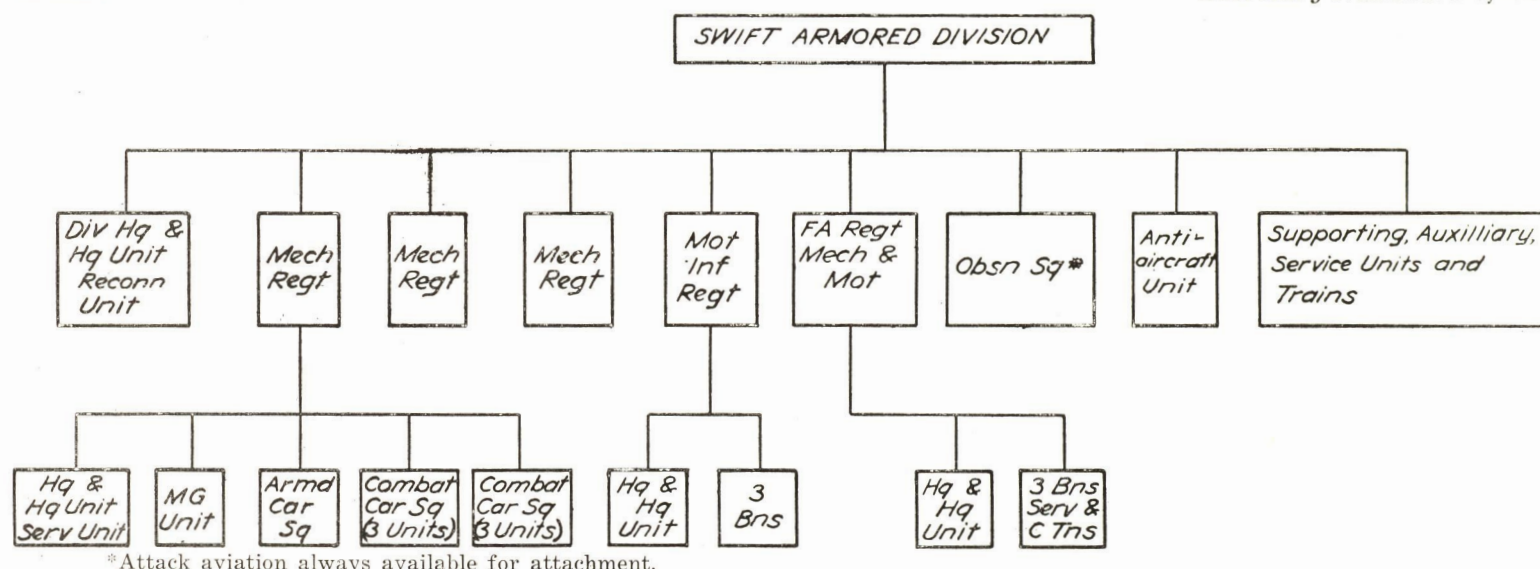 SWIFT ARMORED DIVISION
Div Hq &
Hq Unit
Reconn
Unit
Mech
Regt
Mech
Regt
Mech
Regt
Mot
Inf
Regt
FA Regt
Mech &
Mot
Obsn Sq*
Anti-
aircraft
Unit
Supporting, Auxilliary,
Service Units and
Trains
Hq &
Hq Unit
Serv Unit
MG
Unit
Armd
Car
Sq
Combat
Car Sq
(3 Units)
Combat
Car Sq
(3 Units)
Hq &
Hq
Unit
3
Bns
Hq &
Hq
Unit
3 Bns
Serv &
C Tns
*Attack aviation always available for attachment.